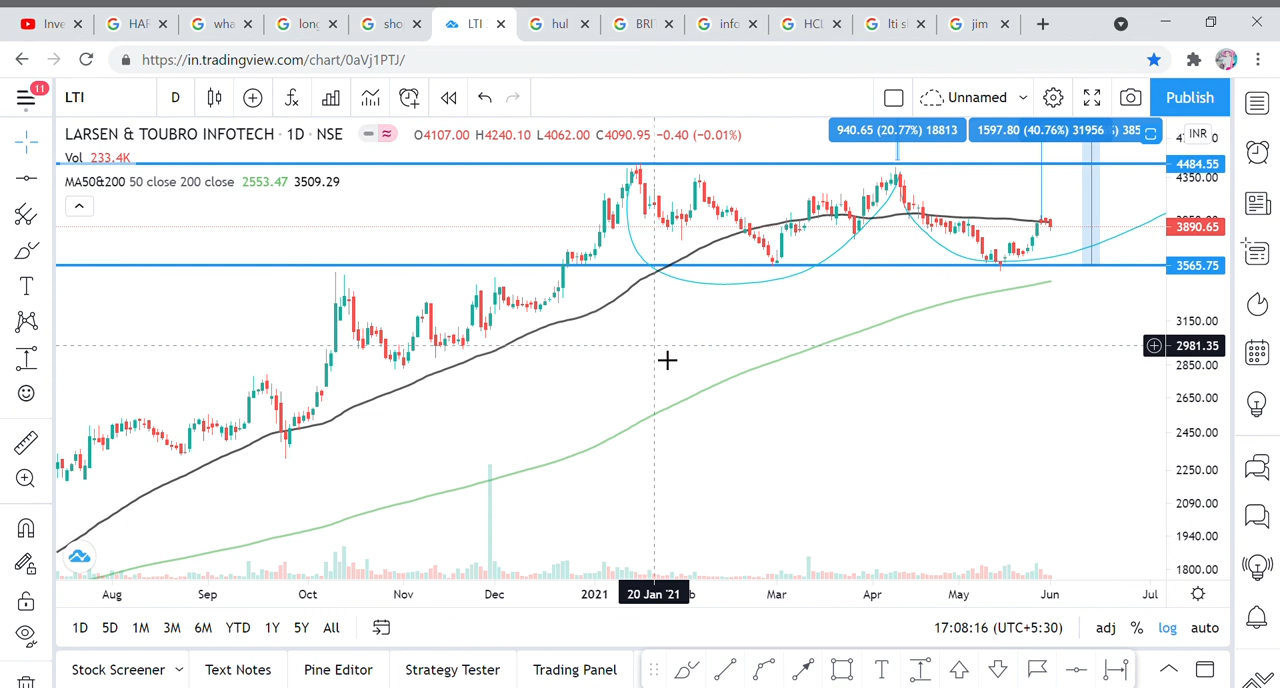 Inve
HAR
wha
long
sho
LTI
hul
BRI
info
HCL
lti s
jim
https://in.tradingview.com/chart/0aVj1PTJ/
11
LTI
D
Unnamed
Publish
LARSEN & TOUBRO INFOTECH · 1D · NSE
O4107.00 H4240.10 L4062.00 C4090.95 −0.40 (−0.01%)
940.65 (20.77%) 18813
1597.80 (40.76%) 31956
385
INR
Vol 233.4K
MA50&200 50 close 200 close 2553.47 3509.29
4484.55
4350.00
3890.65
3565.75
3150.00
2981.35
2850.00
2650.00
2450.00
2250.00
2090.00
1940.00
1800.00
Aug Sep Oct Nov Dec 2021 20 Jan '21 Mar Apr May Jun Jul
1D 5D 1M 3M 6M YTD 1Y 5Y All
17:08:16 (UTC+5:30) adj % log auto
Stock Screener Text Notes Pine Editor Strategy Tester Trading Panel